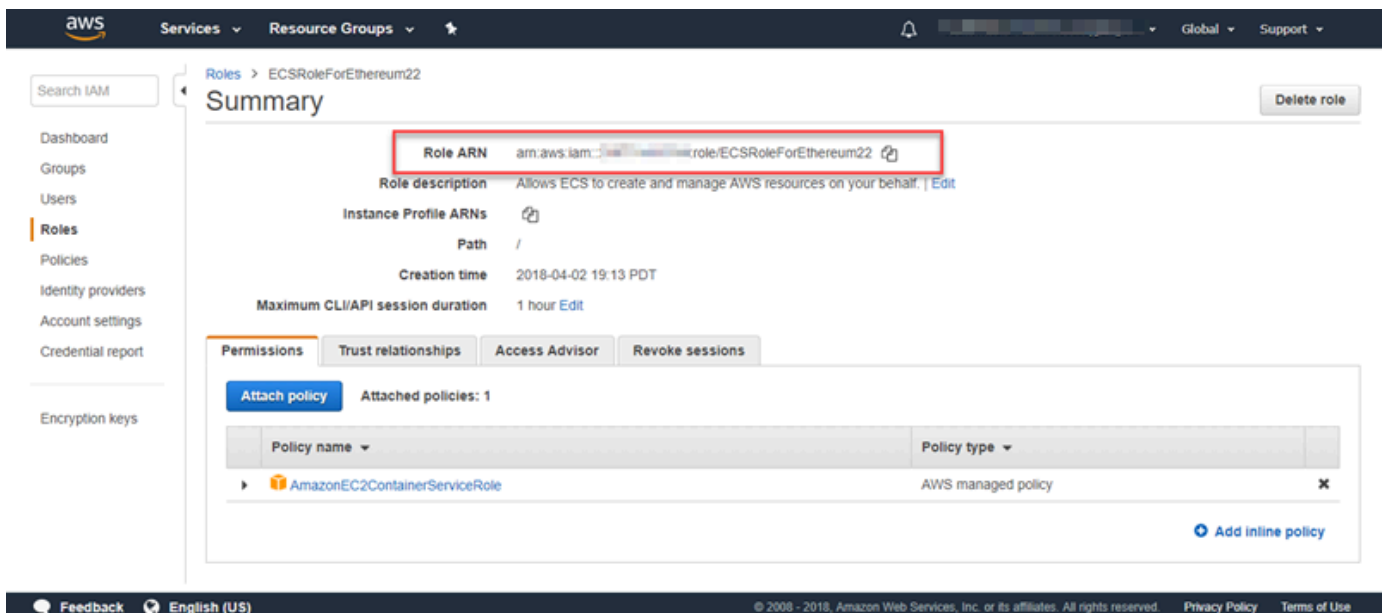 aws Services Resource Groups Global Support
Search IAM
Dashboard
Groups
Users
Roles
Policies
Identity providers
Account settings
Credential report
Encryption keys
Roles > ECSRoleForEthereum22
Summary
Delete role
Role ARN arn:aws:iam:: :role/ECSRoleForEthereum22
Role description Allows ECS to create and manage AWS resources on your behalf. | Edit
Instance Profile ARNs
Path /
Creation time 2018-04-02 19:13 PDT
Maximum CLI/API session duration 1 hour Edit
Permissions Trust relationships Access Advisor Revoke sessions
Attach policy Attached policies: 1
Policy name Policy type
AmazonEC2ContainerServiceRole AWS managed policy
Add inline policy
Feedback English (US) © 2008 - 2018, Amazon Web Services, Inc. or its affiliates. All rights reserved. Privacy Policy Terms of Use